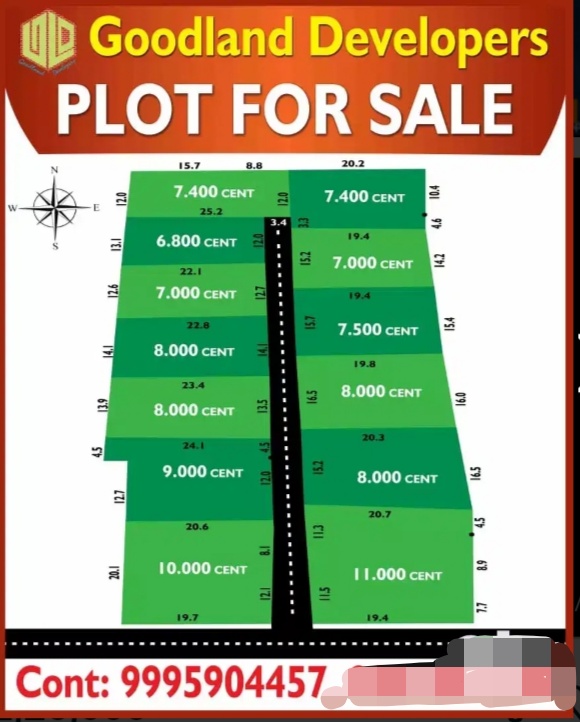 Goodland Developers
PLOT FOR SALE
15.7 8.8 20.2
N
W E
S
12.0 7.400 CENT 12.0 7.400 CENT 10.4
25.2
3.4 3.3 4.6
13.1 6.800 CENT 12.0 19.4
15.2 7.000 CENT 14.2
22.1
12.6 7.000 CENT 12.7 19.4
22.8 15.7 7.500 CENT 15.4
14.1 8.000 CENT 14.1
19.8
23.4 16.5 8.000 CENT 16.0
13.9 8.000 CENT 13.5
20.3
24.1
4.5 4.5
9.000 CENT 12.0 15.2 8.000 CENT 16.5
12.7
20.7
20.6 11.3 4.5
8.1
20.1 10.000 CENT 11.000 CENT 8.9
12.1 11.5 7.7
19.7 19.4
Cont: 9995904457